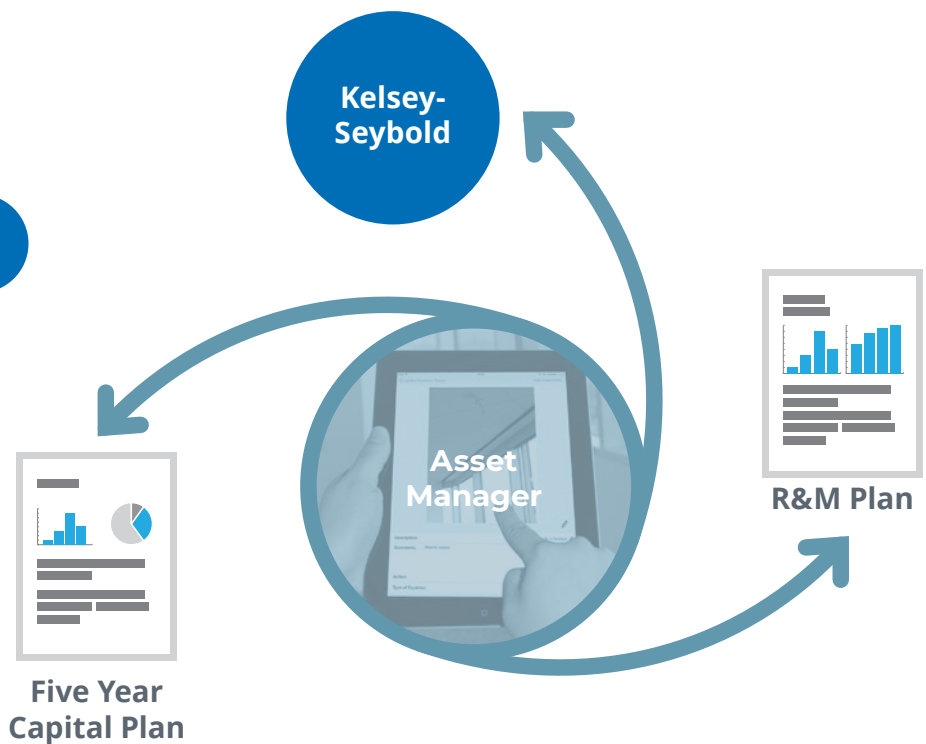 Kelsey-
Seybold
Asset
Manager
R&M Plan
Five Year
Capital Plan